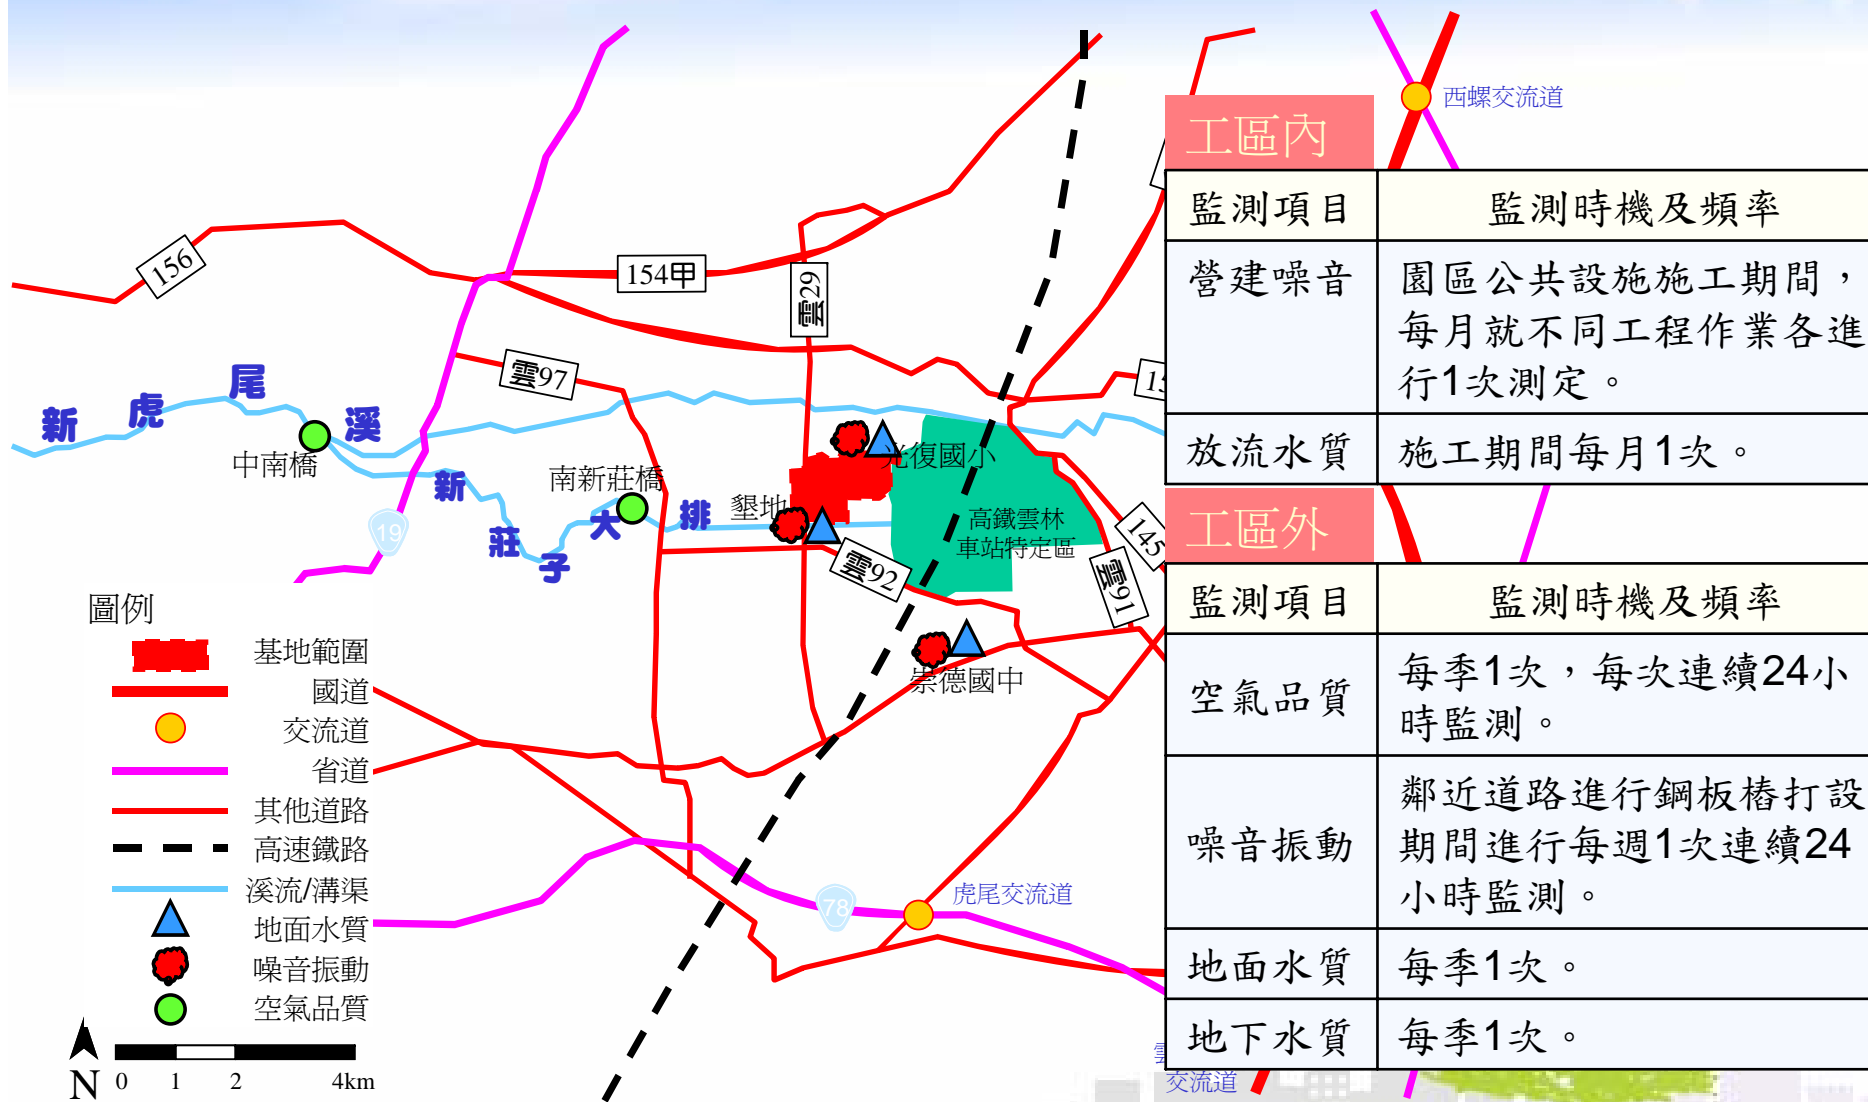 西螺交流道
工區內
監測項目 監測時機及頻率
營建噪音 園區公共設施施工期間，
每月就不同工程作業各進
行1次測定。
放流水質 施工期間每月1次。
工區外
監測項目 監測時機及頻率
空氣品質 每季1次，每次連續24小
時監測。
噪音振動 鄰近道路進行鋼板樁打設
期間進行每週1次連續24
小時監測。
地面水質 每季1次。
地下水質 每季1次。
156
154甲
雲29
雲97
新虎尾溪
中南橋
新莊子大排
南新莊橋
墾地
光復國小
高鐵雲林
車站特定區
19
雲92
145
雲91
崇德國中
78
虎尾交流道
交流道
圖例
基地範圍
國道
交流道
省道
其他道路
高速鐵路
溪流/溝渠
地面水質
噪音振動
空氣品質
N 0 1 2 4km